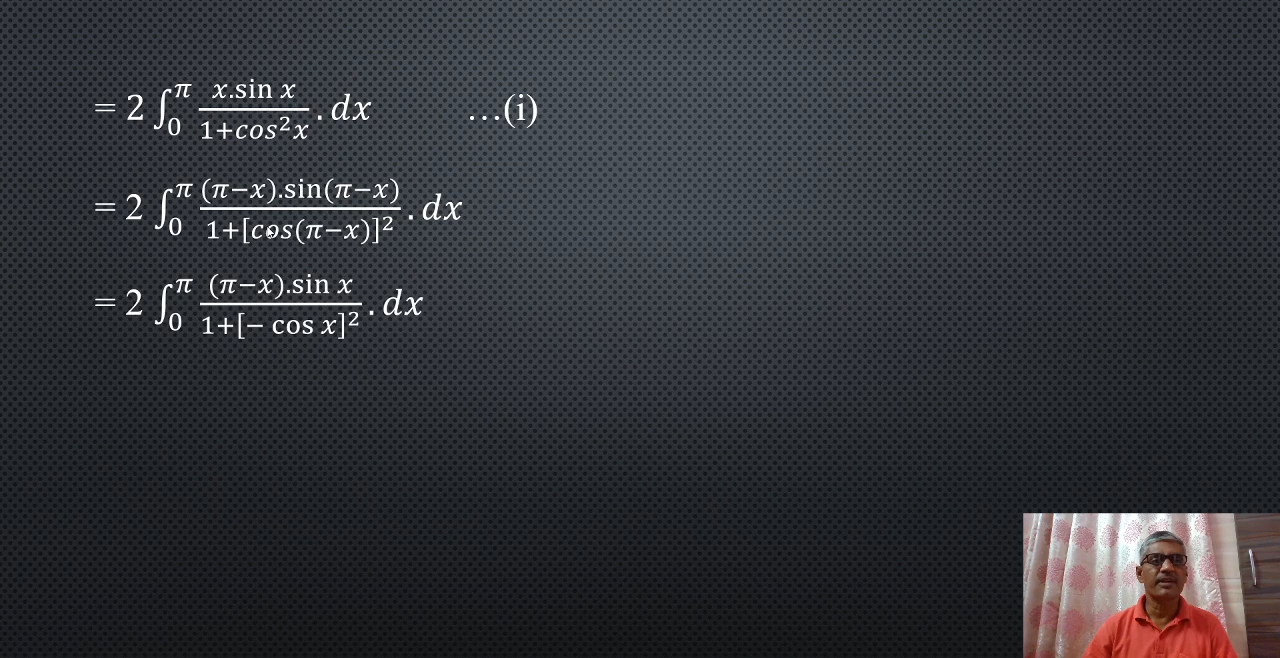 = 2 ∫₀^π x.sin x / 1+cos²x . dx …(i)
= 2 ∫₀^π (π−x).sin(π−x) / 1+[cos(π−x)]² . dx
= 2 ∫₀^π (π−x).sin x / 1+[− cos x]² . dx